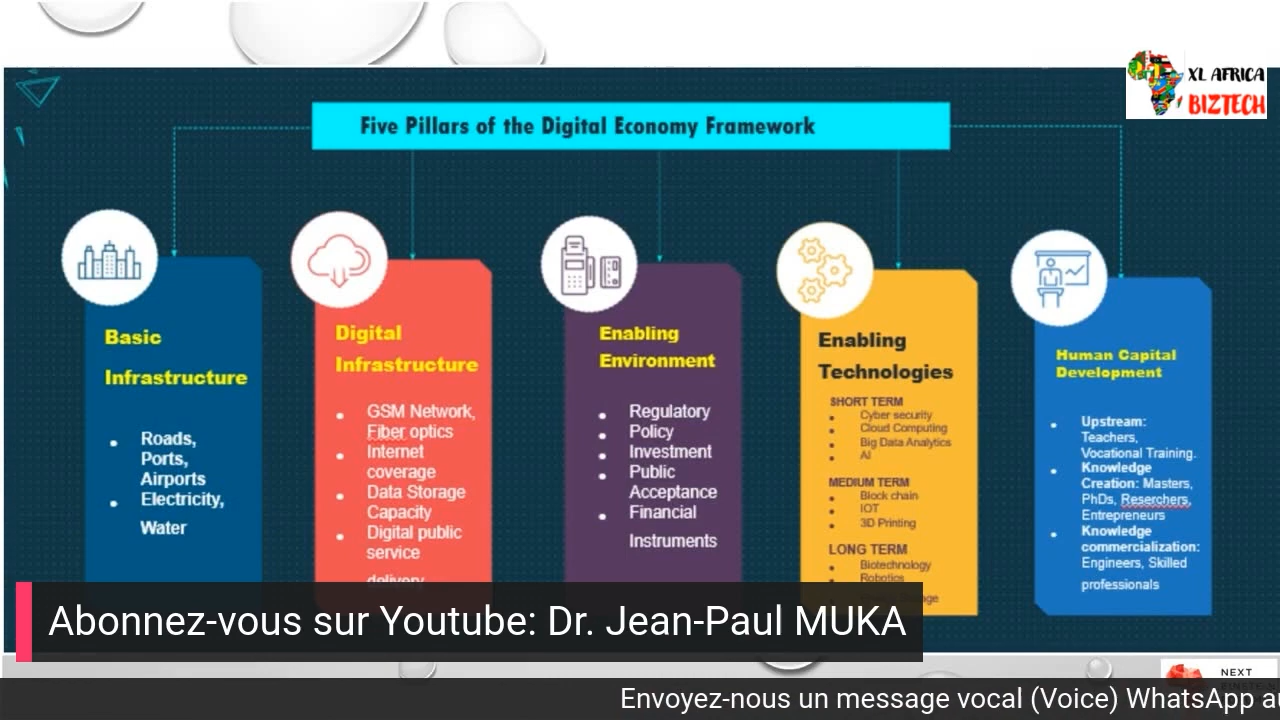 XL AFRICA
BIZTECH
Five Pillars of the Digital Economy Framework
Basic
Infrastructure
Roads,
Ports,
Airports
Electricity,
Water
Digital
Infrastructure
GSM Network,
Fiber optics
Internet
coverage
Data Storage
Capacity
Digital public
service
delivery
Enabling
Environment
Regulatory
Policy
Investment
Public
Acceptance
Financial
Instruments
Enabling
Technologies
SHORT TERM
Cyber security
Cloud Computing
Big Data Analytics
AI
MEDIUM TERM
Block chain
IOT
3D Printing
LONG TERM
Biotechnology
Robotics
Human Capital
Development
Upstream:
Teachers,
Vocational Training.
Knowledge
Creation: Masters,
PhDs, Reserchers,
Entrepreneurs
Knowledge
commercialization:
Engineers, Skilled
professionals
Abonnez-vous sur Youtube: Dr. Jean-Paul MUKA
NEXT
Envoyez-nous un message vocal (Voice) WhatsApp